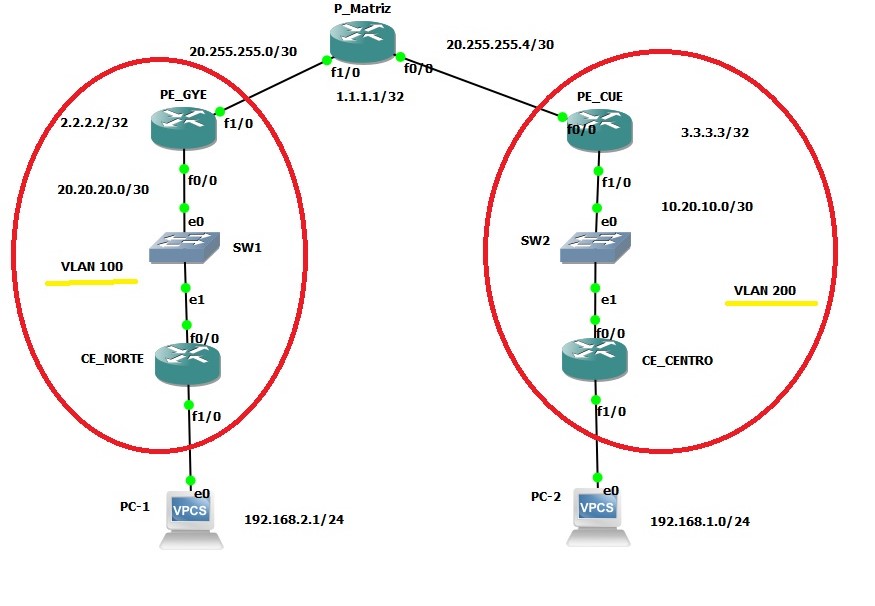 P_Matriz
20.255.255.0/30
20.255.255.4/30
f1/0
f0/0
1.1.1.1/32
PE_GYE
f1/0
2.2.2.2/32
PE_CUE
f0/0
3.3.3.3/32
f0/0
20.20.20.0/30
e0
SW1
VLAN 100
e1
f0/0
CE_NORTE
f1/0
e0
PC-1
VPCS
192.168.2.1/24
f1/0
10.20.10.0/30
e0
SW2
VLAN 200
e1
f0/0
CE_CENTRO
f1/0
e0
PC-2
VPCS
192.168.1.0/24